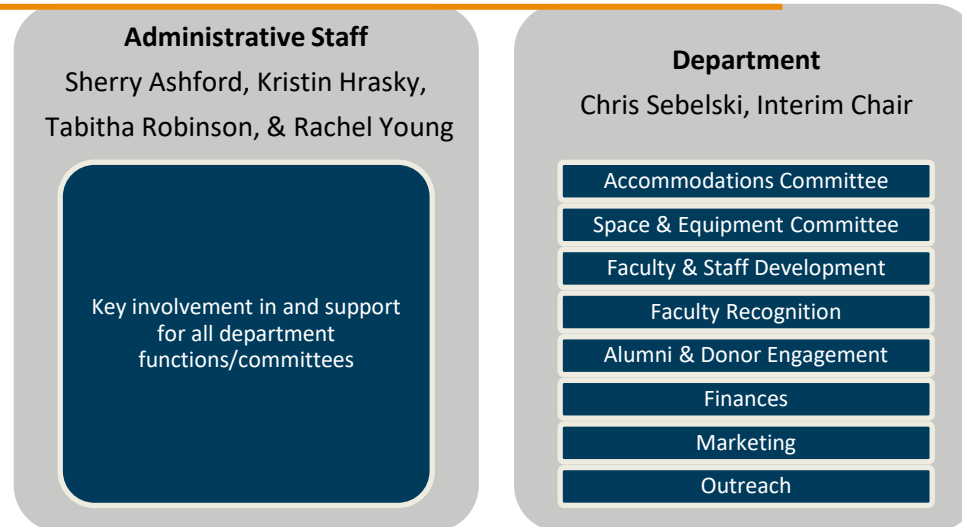 Administrative Staff
Sherry Ashford, Kristin Hrasky,
Tabitha Robinson, & Rachel Young
Key involvement in and support
for all department
functions/committees
Department
Chris Sebelski, Interim Chair
Accommodations Committee
Space & Equipment Committee
Faculty & Staff Development
Faculty Recognition
Alumni & Donor Engagement
Finances
Marketing
Outreach